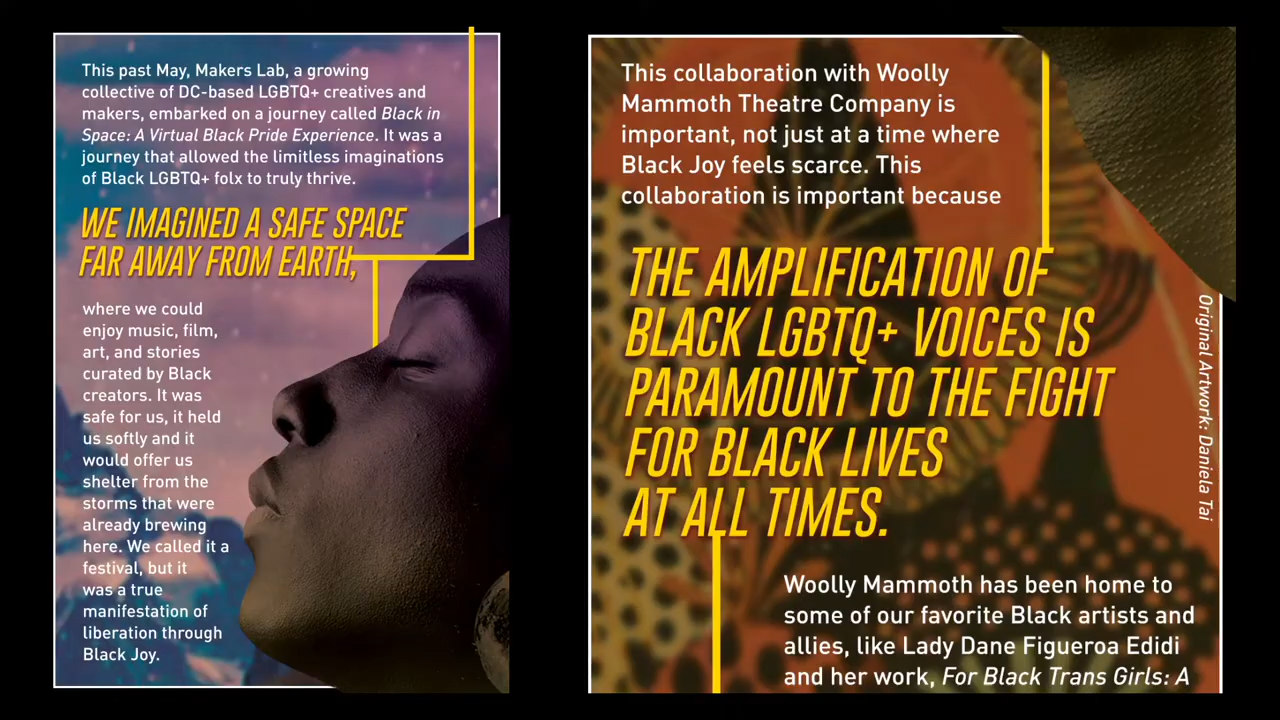 This past May, Makers Lab, a growing
collective of DC-based LGBTQ+ creatives and
makers, embarked on a journey called Black in
Space: A Virtual Black Pride Experience. It was a
journey that allowed the limitless imaginations
of Black LGBTQ+ folx to truly thrive.
WE IMAGINED A SAFE SPACE
FAR AWAY FROM EARTH,
where we could
enjoy music, film,
art, and stories
curated by Black
creators. It was
safe for us, it held
us softly and it
would offer us
shelter from the
storms that were
already brewing
here. We called it a
festival, but it
was a true
manifestation of
liberation through
Black Joy.
This collaboration with Woolly
Mammoth Theatre Company is
important, not just at a time where
Black Joy feels scarce. This
collaboration is important because
THE AMPLIFICATION OF
BLACK LGBTQ+ VOICES IS
PARAMOUNT TO THE FIGHT
FOR BLACK LIVES
AT ALL TIMES.
Woolly Mammoth has been home to
some of our favorite Black artists and
allies, like Lady Dane Figueroa Edidi
and her work, For Black Trans Girls: A
Original Artwork: Daniela Tai